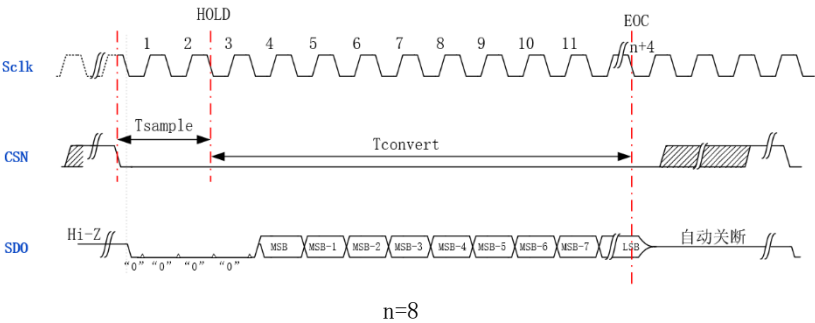 HOLD
EOC
Sclk 1 2 3 4 5 6 7 8 9 10 11 n+4
Tsample
CSN Tconvert
SDO Hi-Z MSB MSB-1 MSB-2 MSB-3 MSB-4 MSB-5 MSB-6 MSB-7 LSB 自动关断
“0” “0” “0” “0”
n=8